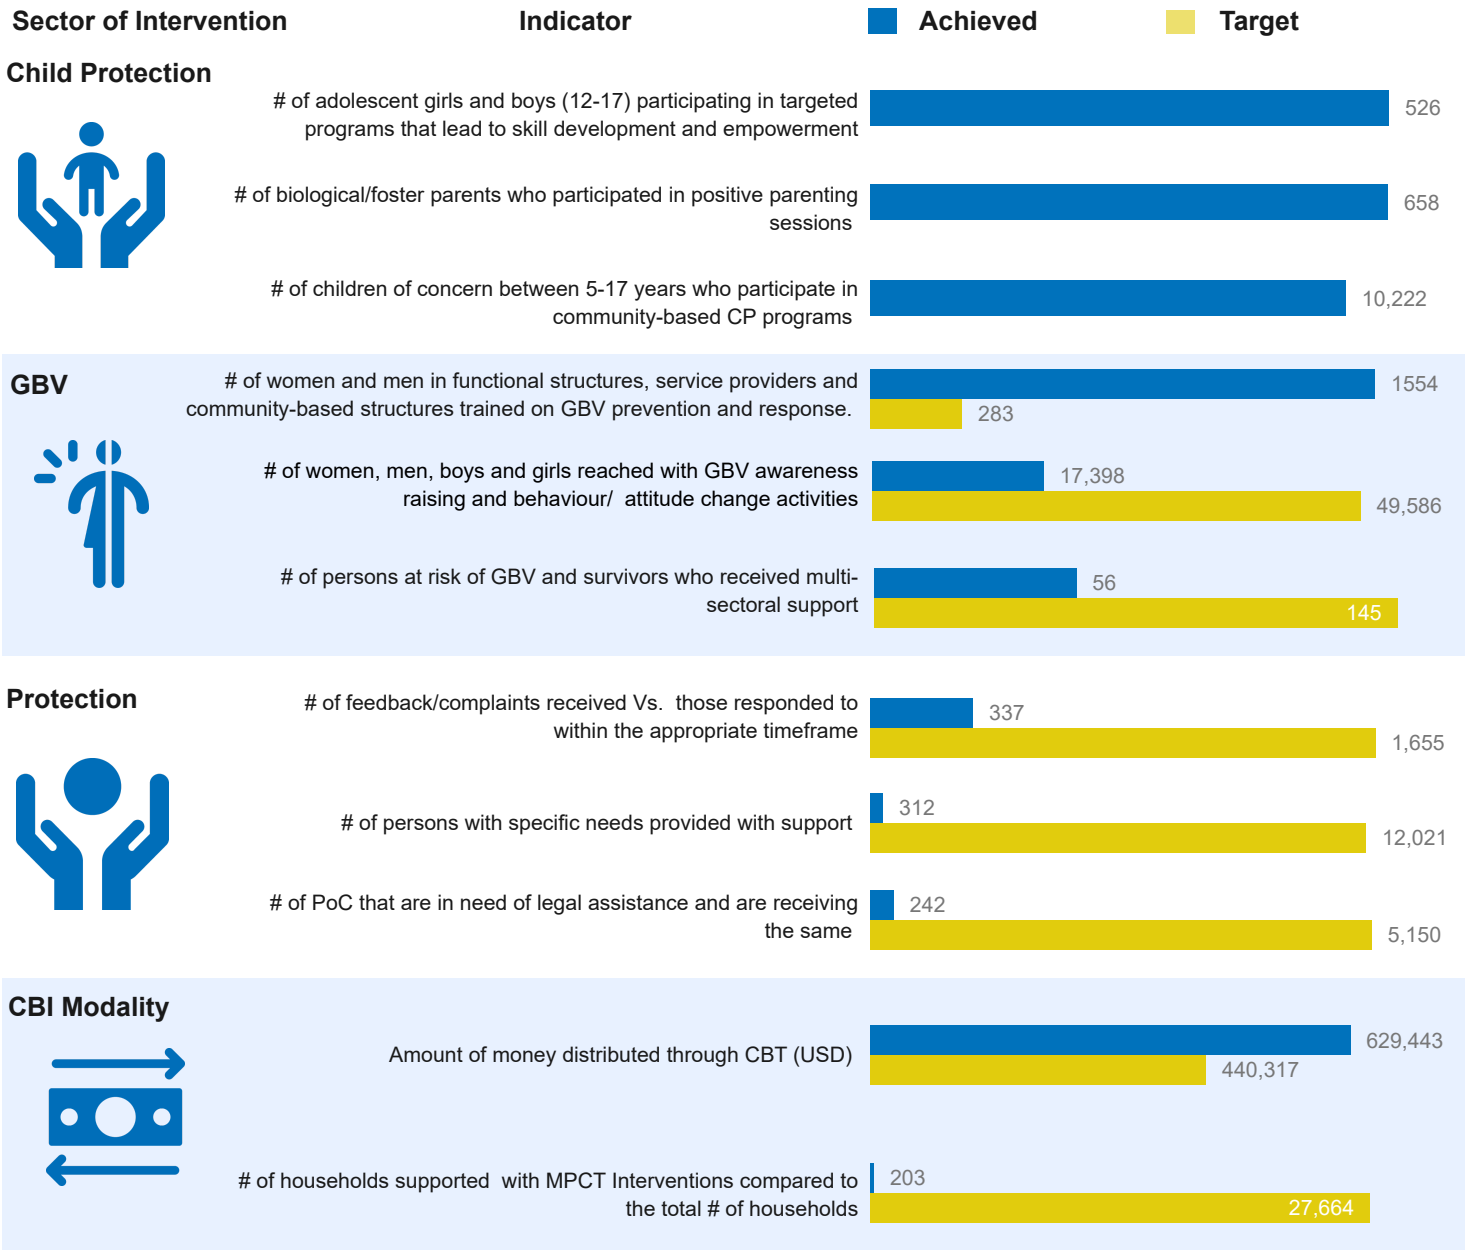 Sector of Intervention
Indicator
Achieved
Target
Child Protection
# of adolescent girls and boys (12-17) participating in targeted
programs that lead to skill development and empowerment
526
# of biological/foster parents who participated in positive parenting
sessions
658
# of children of concern between 5-17 years who participate in
community-based CP programs
10,222
GBV
# of women and men in functional structures, service providers and
community-based structures trained on GBV prevention and response.
1554
283
# of women, men, boys and girls reached with GBV awareness
raising and behaviour/  attitude change activities
17,398
49,586
# of persons at risk of GBV and survivors who received multi-
sectoral support
56
145
Protection
# of feedback/complaints received Vs.  those responded to
within the appropriate timeframe
337
1,655
# of persons with specific needs provided with support
312
12,021
# of PoC that are in need of legal assistance and are receiving
the same
242
5,150
CBI Modality
Amount of money distributed through CBT (USD)
629,443
440,317
# of households supported  with MPCT Interventions compared to
the total # of households
203
27,664